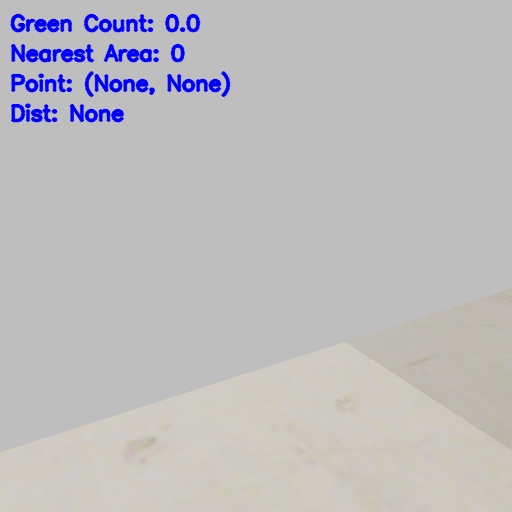 Green Count: 0.0
Nearest Area: 0
Point: (None, None)
Dist: None